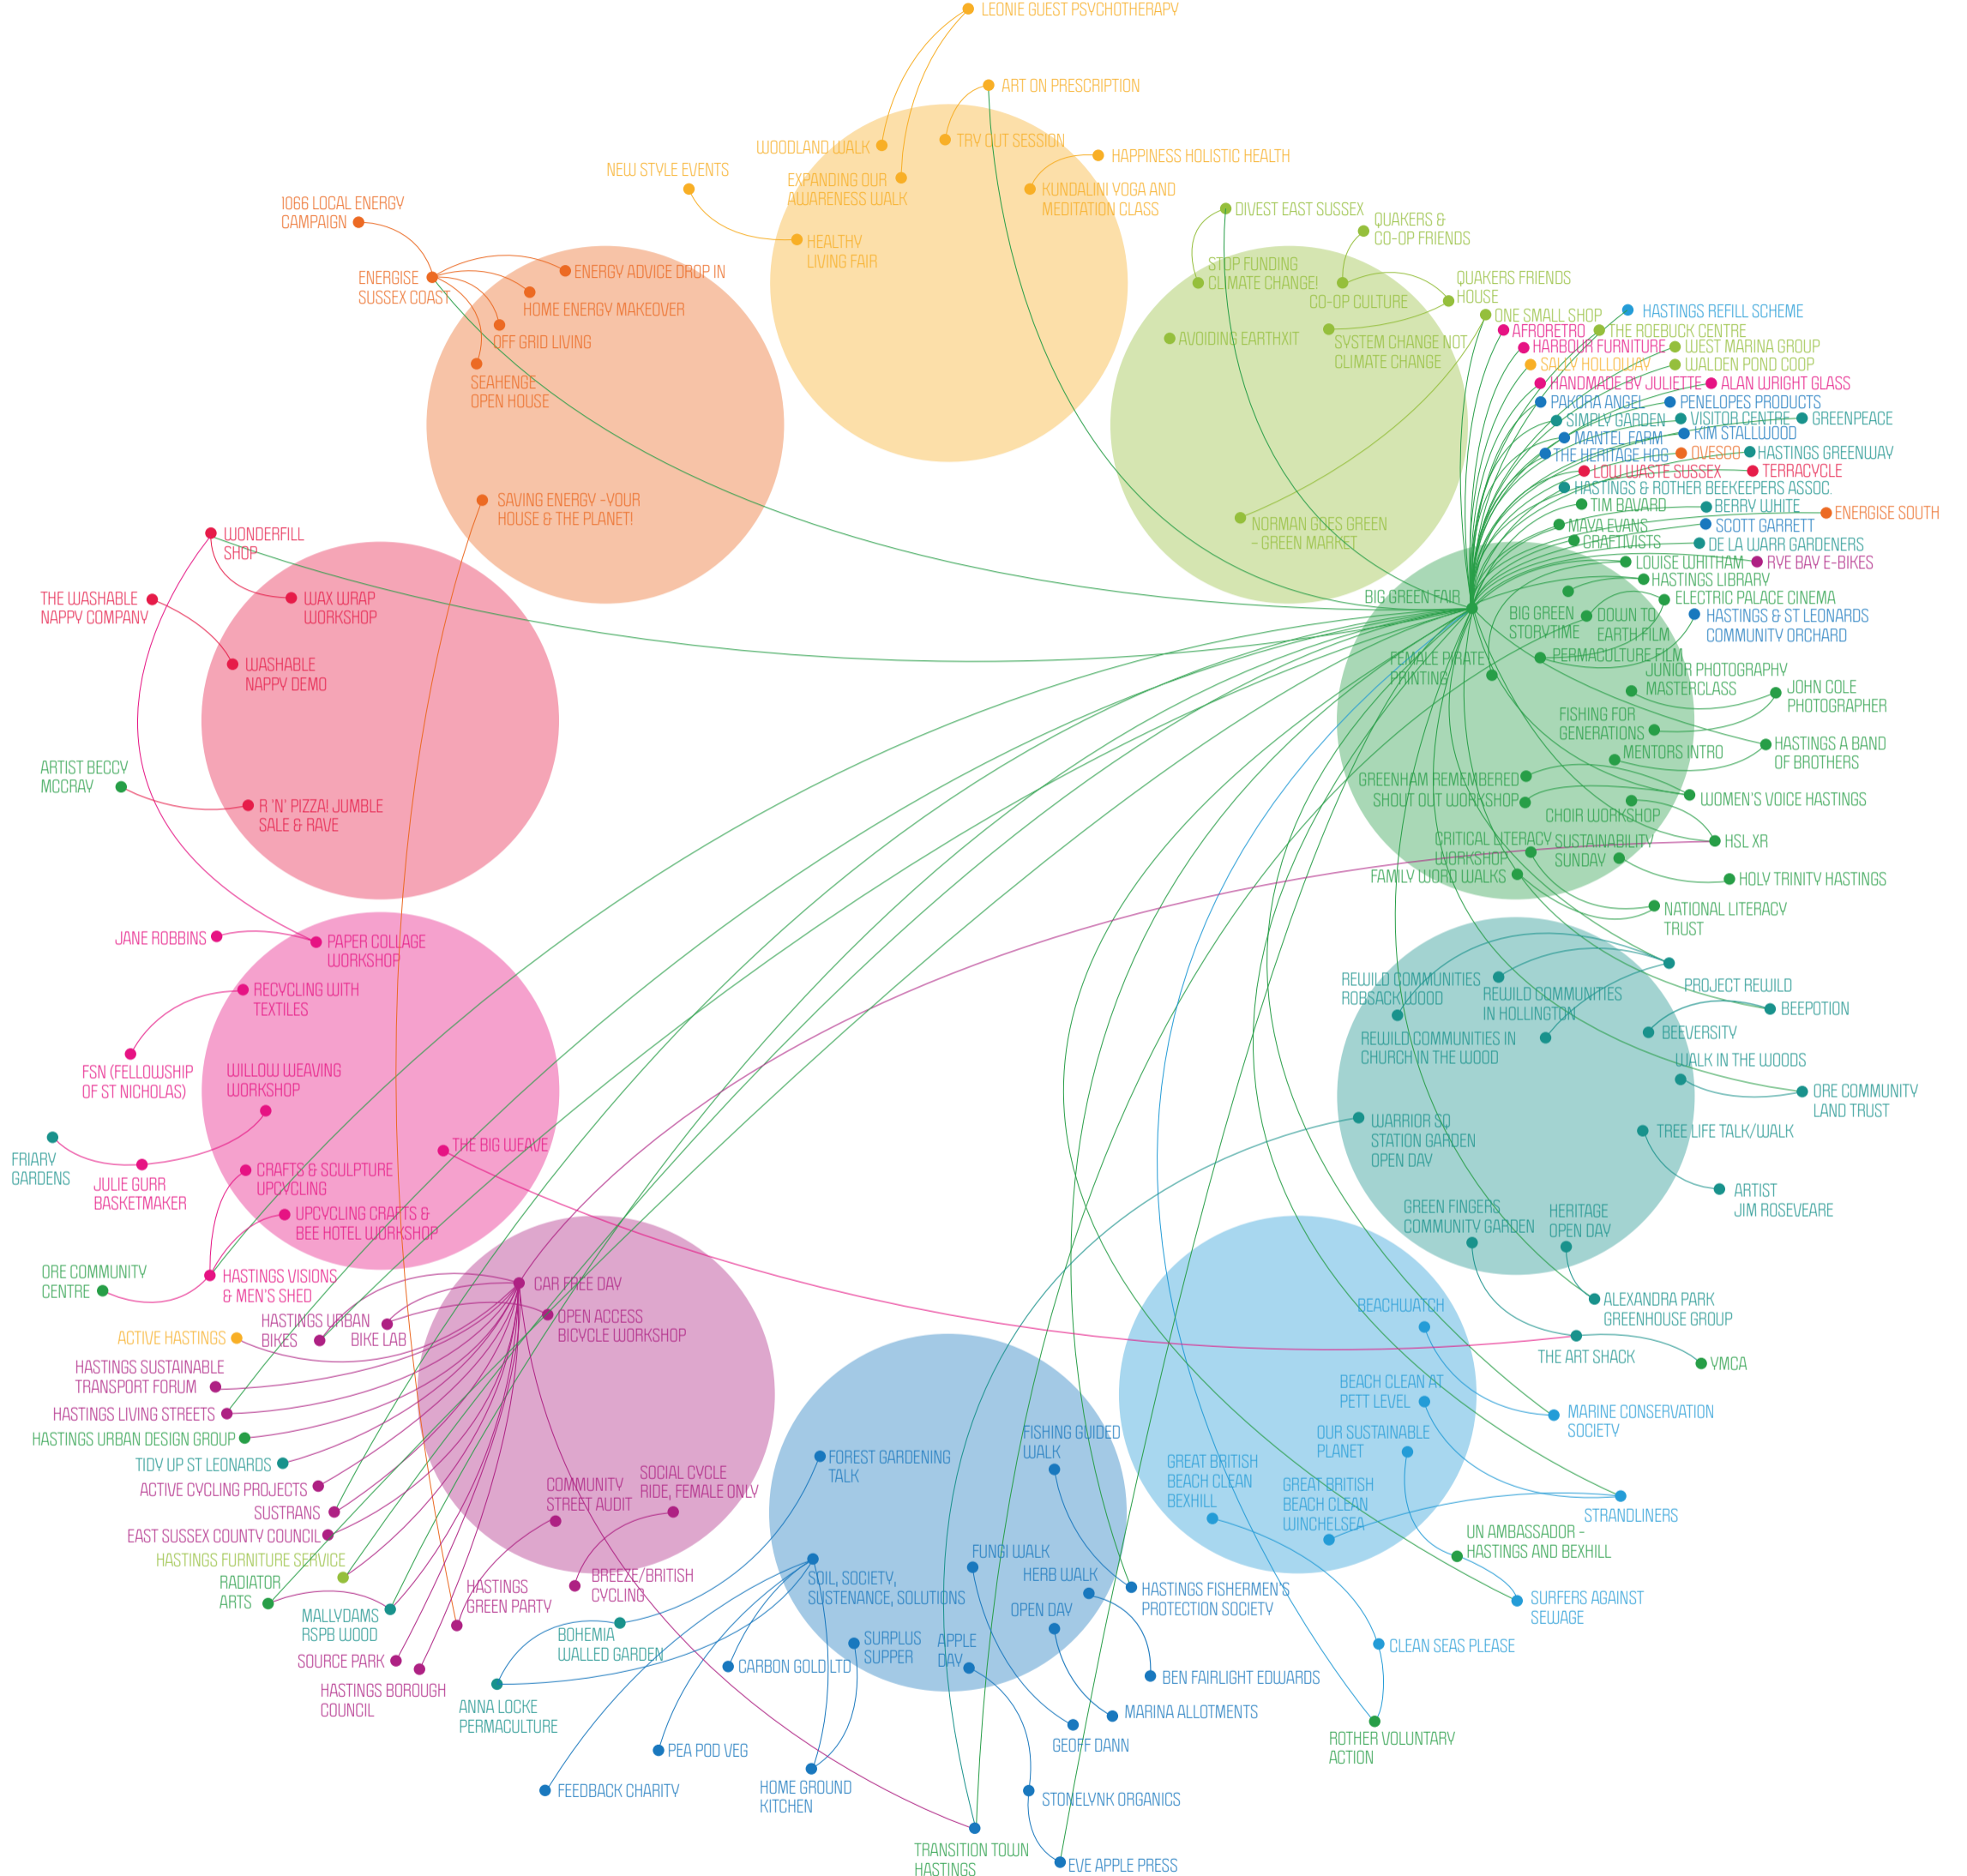 LEONIE GUEST PSYCHOTHERAPY
ART ON PRESCRIPTION
WOODLAND WALK
TRY OUT SESSION
HAPPINESS HOLISTIC HEALTH
NEW STYLE EVENTS
EXPANDING OUR
AWARENESS WALK
KUNDALINI YOGA AND
MEDITATION CLASS
HEALTHY
LIVING FAIR
1066 LOCAL ENERGY
CAMPAIGN
ENERGISE
SUSSEX COAST
ENERGY ADVICE DROP IN
HOME ENERGY MAKEOVER
OFF GRID LIVING
SEAHENGE
OPEN HOUSE
SAVING ENERGY -YOUR
HOUSE & THE PLANET!
DIVEST EAST SUSSEX
QUAKERS &
CO-OP FRIENDS
STOP FUNDING
CLIMATE CHANGE!
CO-OP CULTURE
QUAKERS FRIENDS
HOUSE
AVOIDING EARTHXIT
SYSTEM CHANGE NOT
CLIMATE CHANGE
NORMAN GOES GREEN
- GREEN MARKET
ONE SMALL SHOP
HASTINGS REFILL SCHEME
AFRORETRO
THE ROEBUCK CENTRE
HARBOUR FURNITURE
WEST MARINA GROUP
SALLY HOLLOWAY
WALDEN POND COOP
HANDMADE BY JULIETTE
ALAN WRIGHT GLASS
PAKORA ANGEL
PENELOPES PRODUCTS
SIMPLY GARDEN
VISITOR CENTRE
GREENPEACE
MANTEL FARM
KIM STALLWOOD
THE HERITAGE HOG
OVESCO
HASTINGS GREENWAY
LOW WASTE SUSSEX
TERRACYCLE
HASTINGS & ROTHER BEEKEEPERS ASSOC.
TIM BAVARD
BERRY WHITE
ENERGISE SOUTH
MAYA EVANS
SCOTT GARRETT
CRAFTIVISTS
DE LA WARR GARDENERS
LOUISE WHITHAM
RYE BAY E-BIKES
HASTINGS LIBRARY
BIG GREEN FAIR
ELECTRIC PALACE CINEMA
BIG GREEN
STORYTIME
DOWN TO
EARTH FILM
HASTINGS & ST LEONARDS
COMMUNITY ORCHARD
FEMALE PIRATE
PRINTING
PERMACULTURE FILM
JUNIOR PHOTOGRAPHY
MASTERCLASS
JOHN COLE
PHOTOGRAPHER
FISHING FOR
GENERATIONS
MENTORS INTRO
HASTINGS A BAND
OF BROTHERS
GREENHAM REMEMBERED
SHOUT OUT WORKSHOP
WOMEN'S VOICE HASTINGS
CHOIR WORKSHOP
CRITICAL LITERACY
WORKSHOP
SUSTAINABILITY
SUNDAY
HSL XR
FAMILY WORD WALKS
HOLY TRINITY HASTINGS
NATIONAL LITERACY
TRUST
WONDERFILL
SHOP
THE WASHABLE
NAPPY COMPANY
WAX WRAP
WORKSHOP
WASHABLE
NAPPY DEMO
ARTIST BECCY
MCCRAY
R 'N' PIZZA! JUMBLE
SALE & RAVE
JANE ROBBINS
PAPER COLLAGE
WORKSHOP
RECYCLING WITH
TEXTILES
FSN (FELLOWSHIP
OF ST NICHOLAS)
WILLOW WEAVING
WORKSHOP
THE BIG WEAVE
FRIARY
GARDENS
JULIE GURR
BASKETMAKER
CRAFTS & SCULPTURE
UPCYCLING
UPCYCLING CRAFTS &
BEE HOTEL WORKSHOP
ORE COMMUNITY
CENTRE
HASTINGS VISIONS
& MEN'S SHED
REWILD COMMUNITIES
ROBSACK WOOD
REWILD COMMUNITIES
IN HOLLINGTON
PROJECT REWILD
BEEPOTION
REWILD COMMUNITIES IN
CHURCH IN THE WOOD
BEEVERSITY
WALK IN THE WOODS
ORE COMMUNITY
LAND TRUST
WARRIOR SQ
STATION GARDEN
OPEN DAY
TREE LIFE TALK/WALK
ARTIST
JIM ROSEVEARE
GREEN FINGERS
COMMUNITY GARDEN
HERITAGE
OPEN DAY
ALEXANDRA PARK
GREENHOUSE GROUP
THE ART SHACK
YMCA
CAR FREE DAY
OPEN ACCESS
BICYCLE WORKSHOP
HASTINGS URBAN
BIKES
BIKE LAB
ACTIVE HASTINGS
HASTINGS SUSTAINABLE
TRANSPORT FORUM
HASTINGS LIVING STREETS
HASTINGS URBAN DESIGN GROUP
TIDY UP ST LEONARDS
ACTIVE CYCLING PROJECTS
SUSTRANS
EAST SUSSEX COUNTY COUNCIL
HASTINGS FURNITURE SERVICE
RADIATOR
ARTS
MALLYDAMS
RSPB WOOD
SOURCE PARK
HASTINGS BOROUGH
COUNCIL
HASTINGS
GREEN PARTY
COMMUNITY
STREET AUDIT
SOCIAL CYCLE
RIDE, FEMALE ONLY
BREEZE/BRITISH
CYCLING
BOHEMIA
WALLED GARDEN
ANNA LOCKE
PERMACULTURE
FOREST GARDENING
TALK
FISHING GUIDED
WALK
SOIL, SOCIETY,
SUSTENANCE, SOLUTIONS
FUNGI WALK
HERB WALK
OPEN DAY
SURPLUS
SUPPER
APPLE
DAY
CARBON GOLD LTD
PEA POD VEG
FEEDBACK CHARITY
HOME GROUND
KITCHEN
HASTINGS FISHERMEN'S
PROTECTION SOCIETY
BEN FAIRLIGHT EDWARDS
MARINA ALLOTMENTS
GEOFF DANN
STONELYNK ORGANICS
TRANSITION TOWN
HASTINGS
EVE APPLE PRESS
BEACHWATCH
BEACH CLEAN AT
PETT LEVEL
MARINE CONSERVATION
SOCIETY
OUR SUSTAINABLE
PLANET
GREAT BRITISH
BEACH CLEAN
BEXHILL
GREAT BRITISH
BEACH CLEAN
WINCHELSEA
STRANDLINERS
UN AMBASSADOR -
HASTINGS AND BEXHILL
SURFERS AGAINST
SEWAGE
CLEAN SEAS PLEASE
ROTHER VOLUNTARY
ACTION